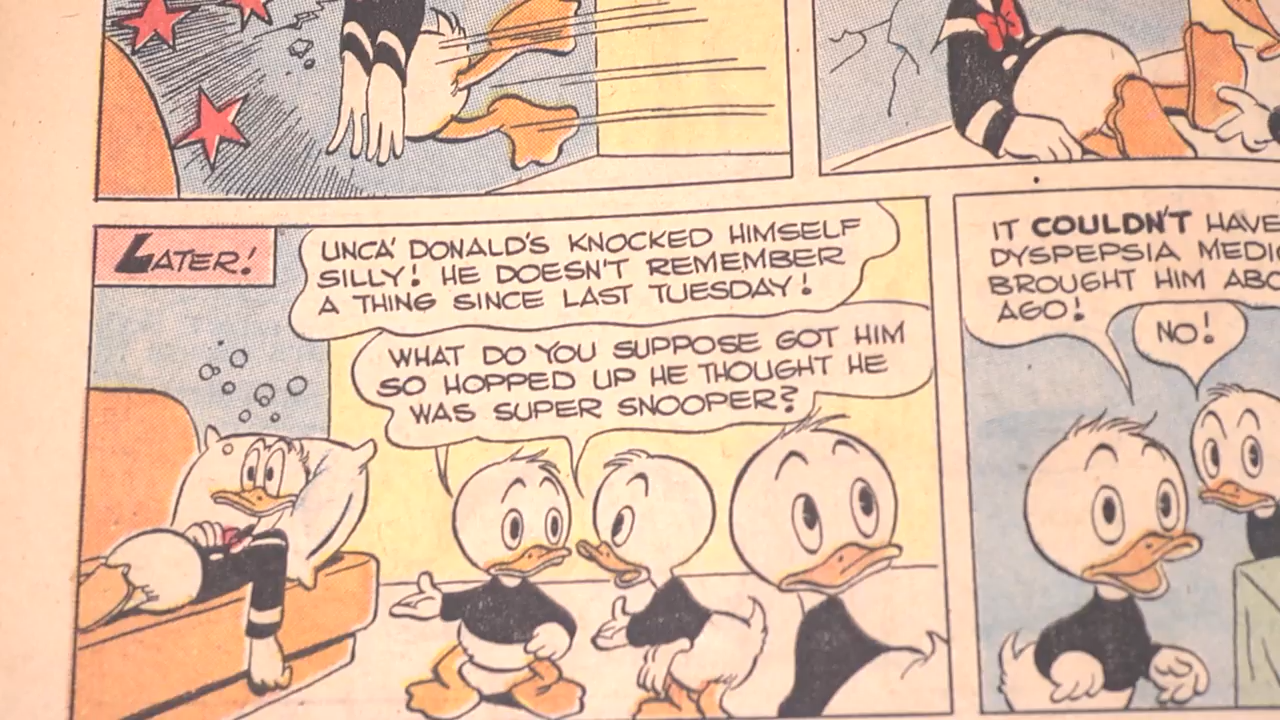 LATER!
UNCA' DONALD'S KNOCKED HIMSELF
SILLY! HE DOESN'T REMEMBER
A THING SINCE LAST TUESDAY!
WHAT DO YOU SUPPOSE GOT HIM
SO HOPPED UP HE THOUGHT HE
WAS SUPER SNOOPER?
IT COULDN'T HAVE
DYSPEPSIA
BROUGHT HIM
AGO!
NO!